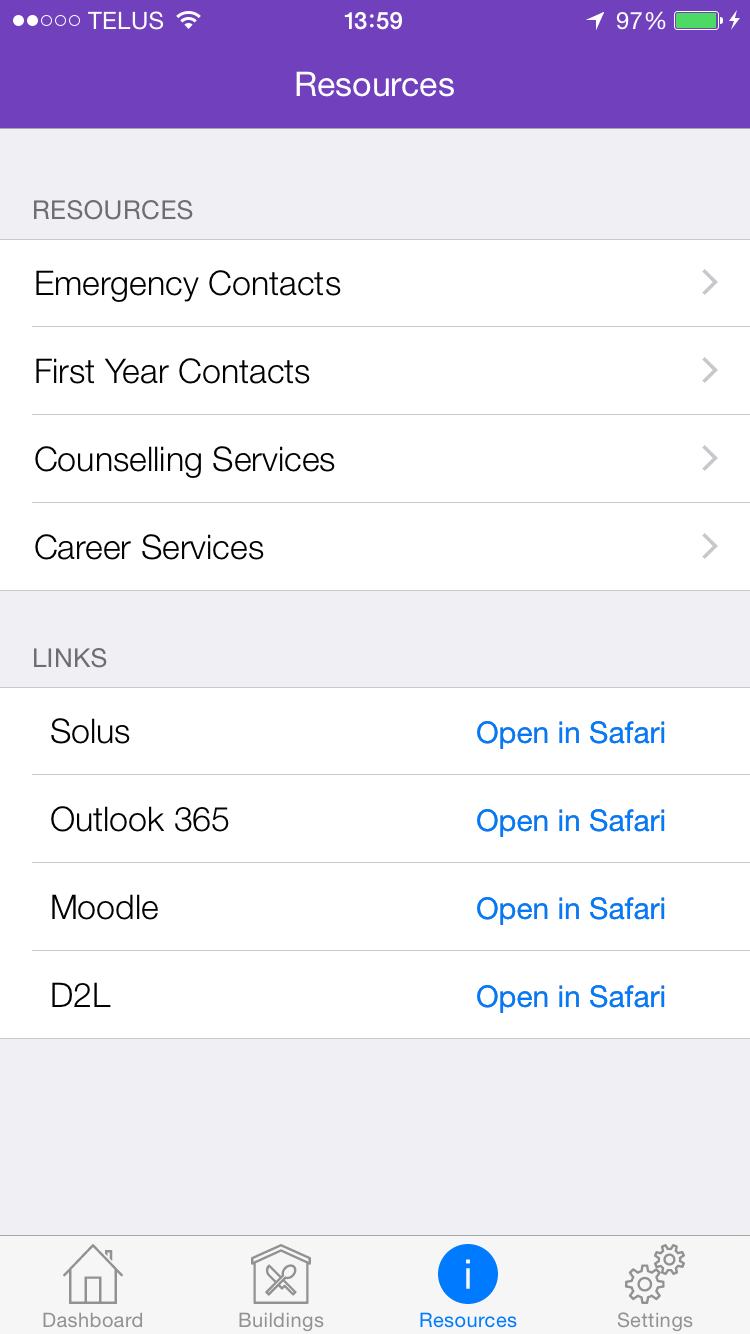 TELUS 13:59 97%
Resources
RESOURCES
Emergency Contacts
First Year Contacts
Counselling Services
Career Services
LINKS
Solus Open in Safari
Outlook 365 Open in Safari
Moodle Open in Safari
D2L Open in Safari
Dashboard Buildings Resources Settings